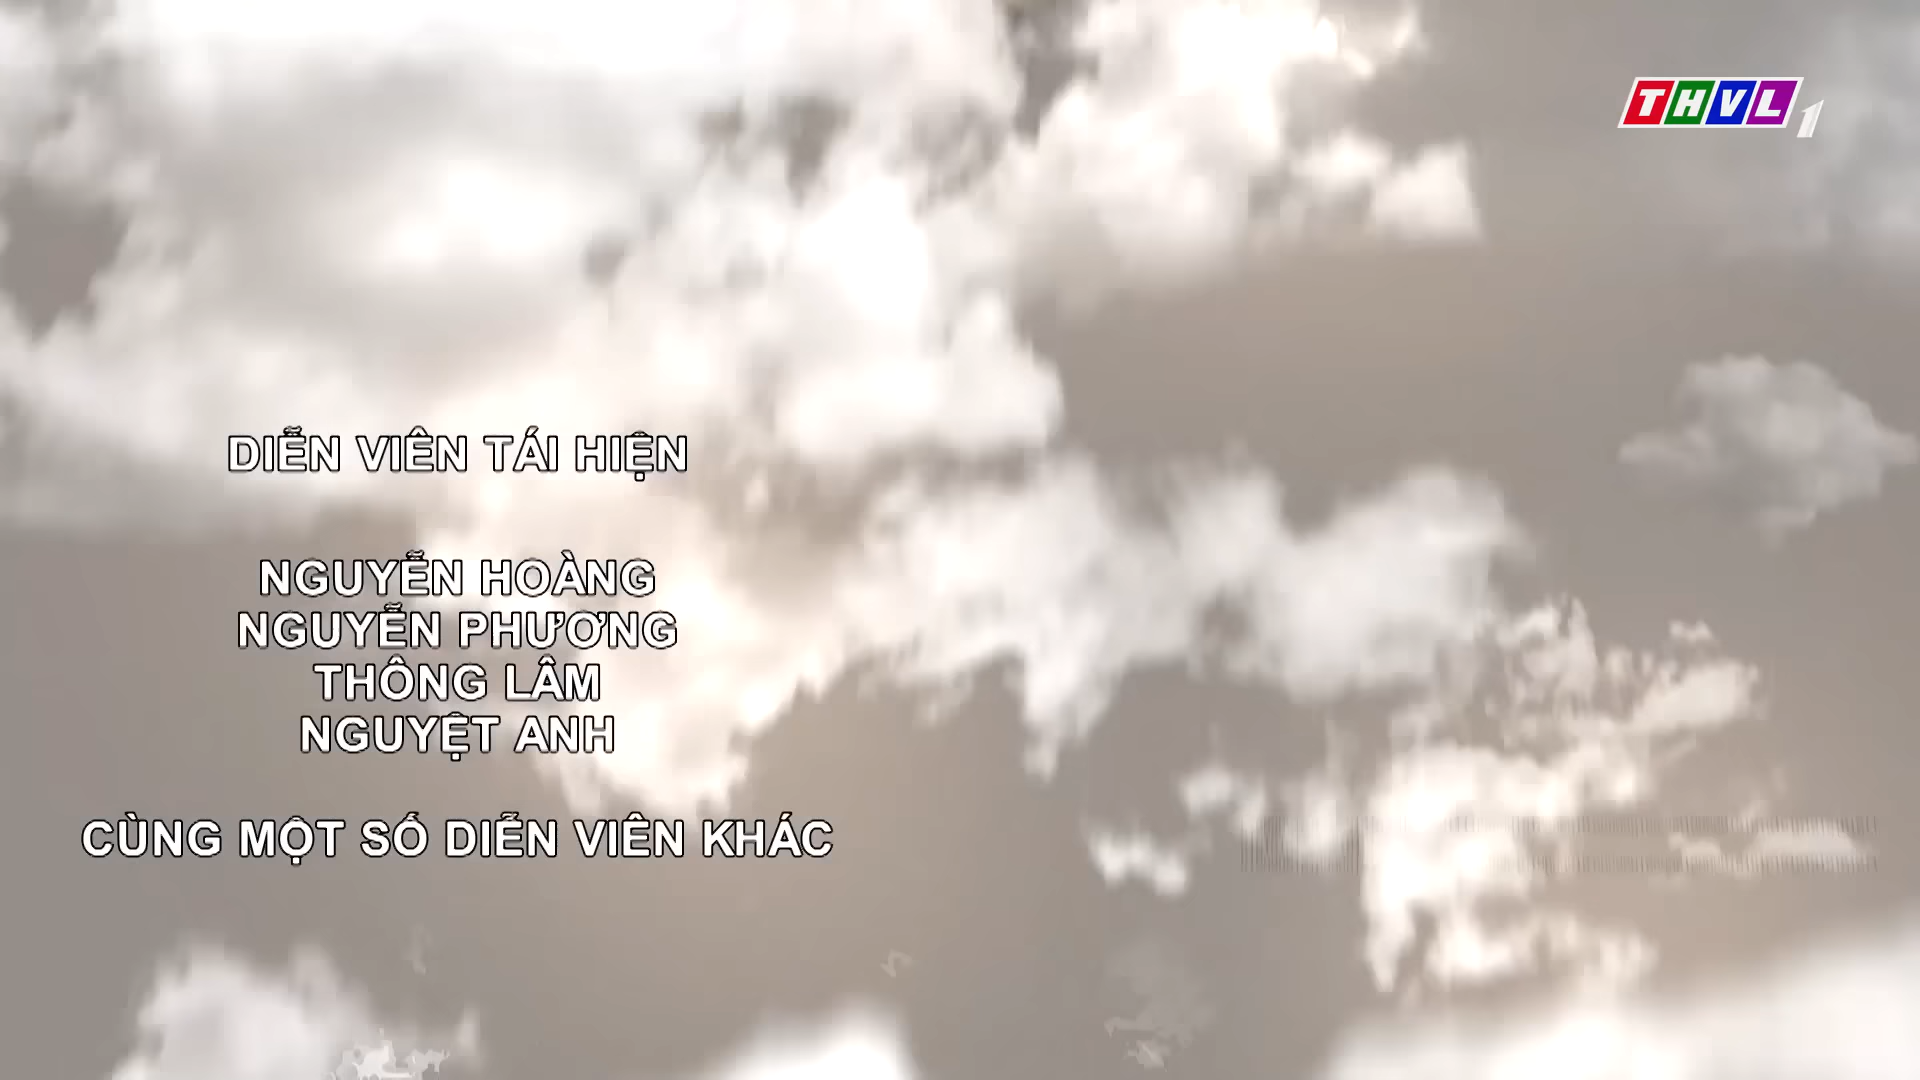 THVL1
DIỄN VIÊN TÁI HIỆN
NGUYỄN HOÀNG
NGUYỄN PHƯƠNG
THÔNG LÂM
NGUYỆT ANH
CÙNG MỘT SỐ DIỄN VIÊN KHÁC